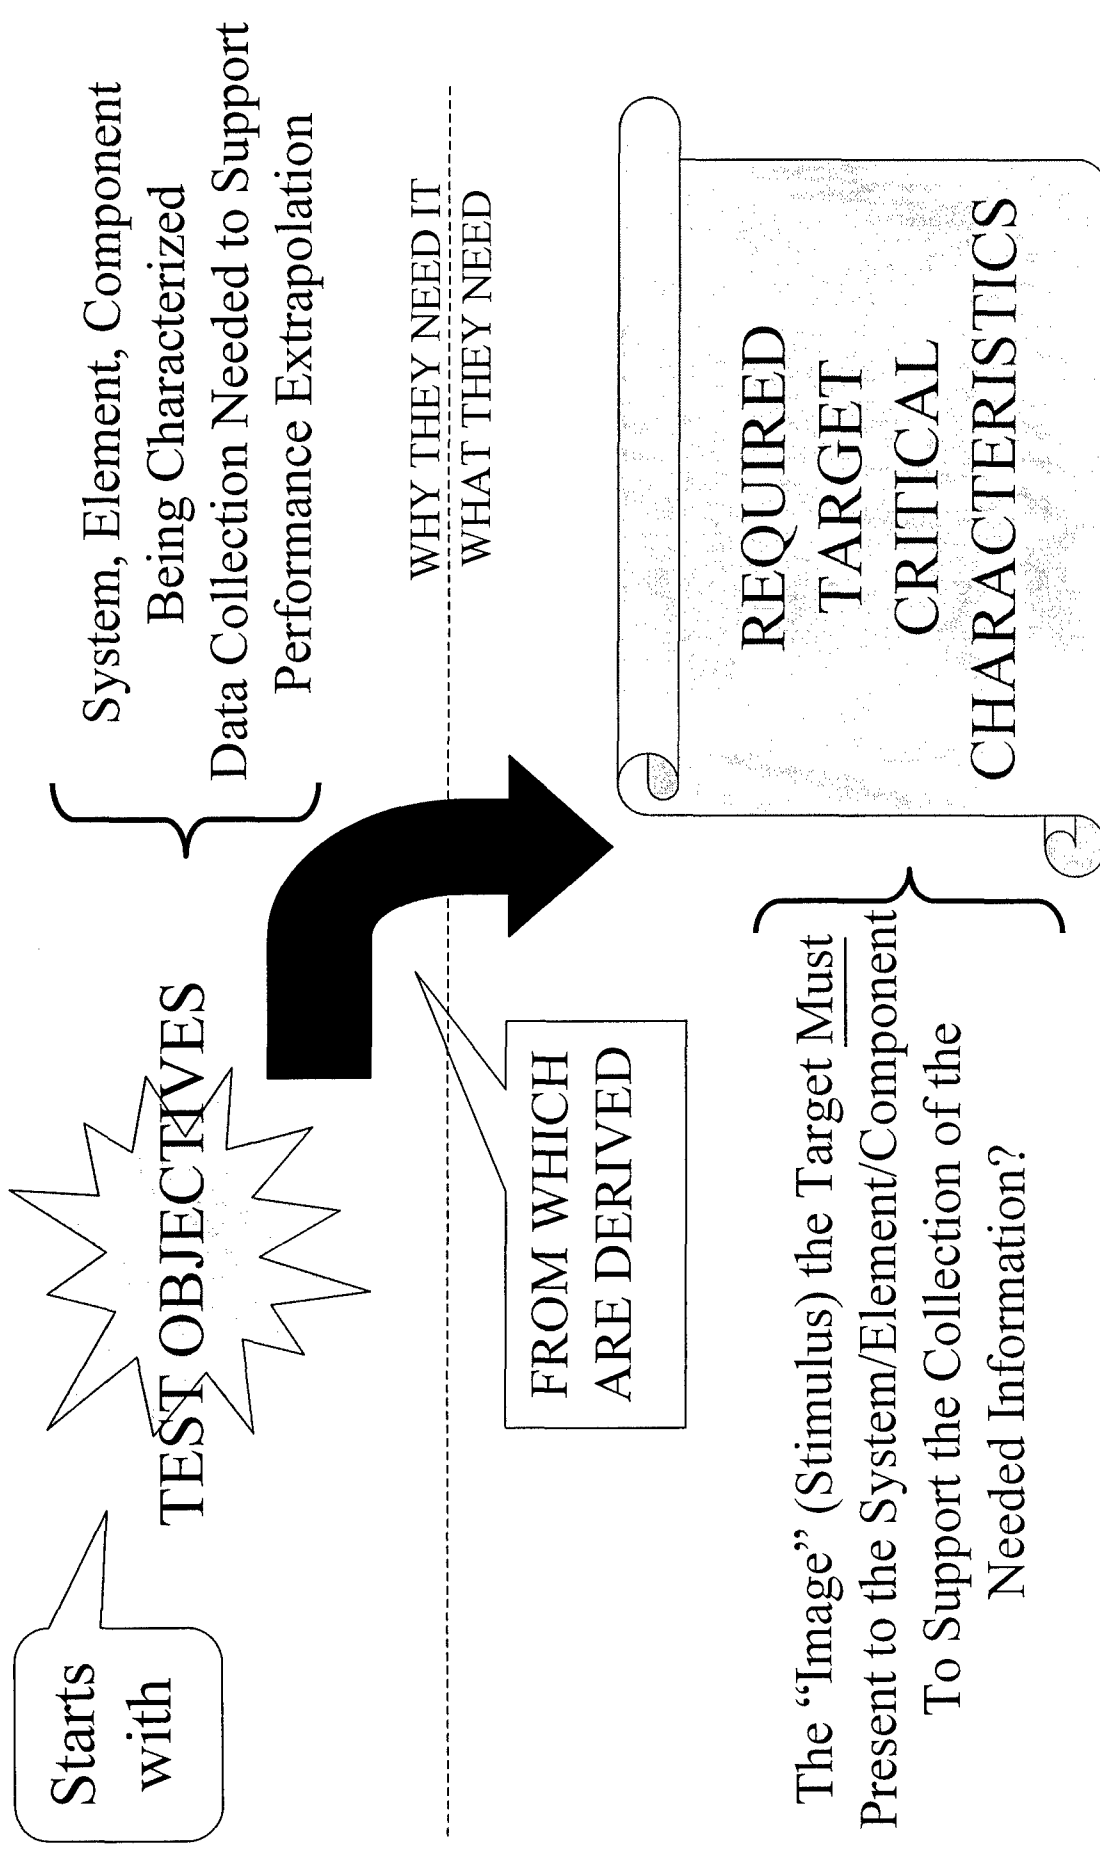 Starts
with
TEST OBJECTIVES
System, Element, Component
Being Characterized
Data Collection Needed to Support
Performance Extrapolation
WHY THEY NEED IT
WHAT THEY NEED
FROM WHICH
ARE DERIVED
The “Image” (Stimulus) the Target Must
Present to the System/Element/Component
To Support the Collection of the
Needed Information?
REQUIRED
TARGET
CRITICAL
CHARACTERISTICS